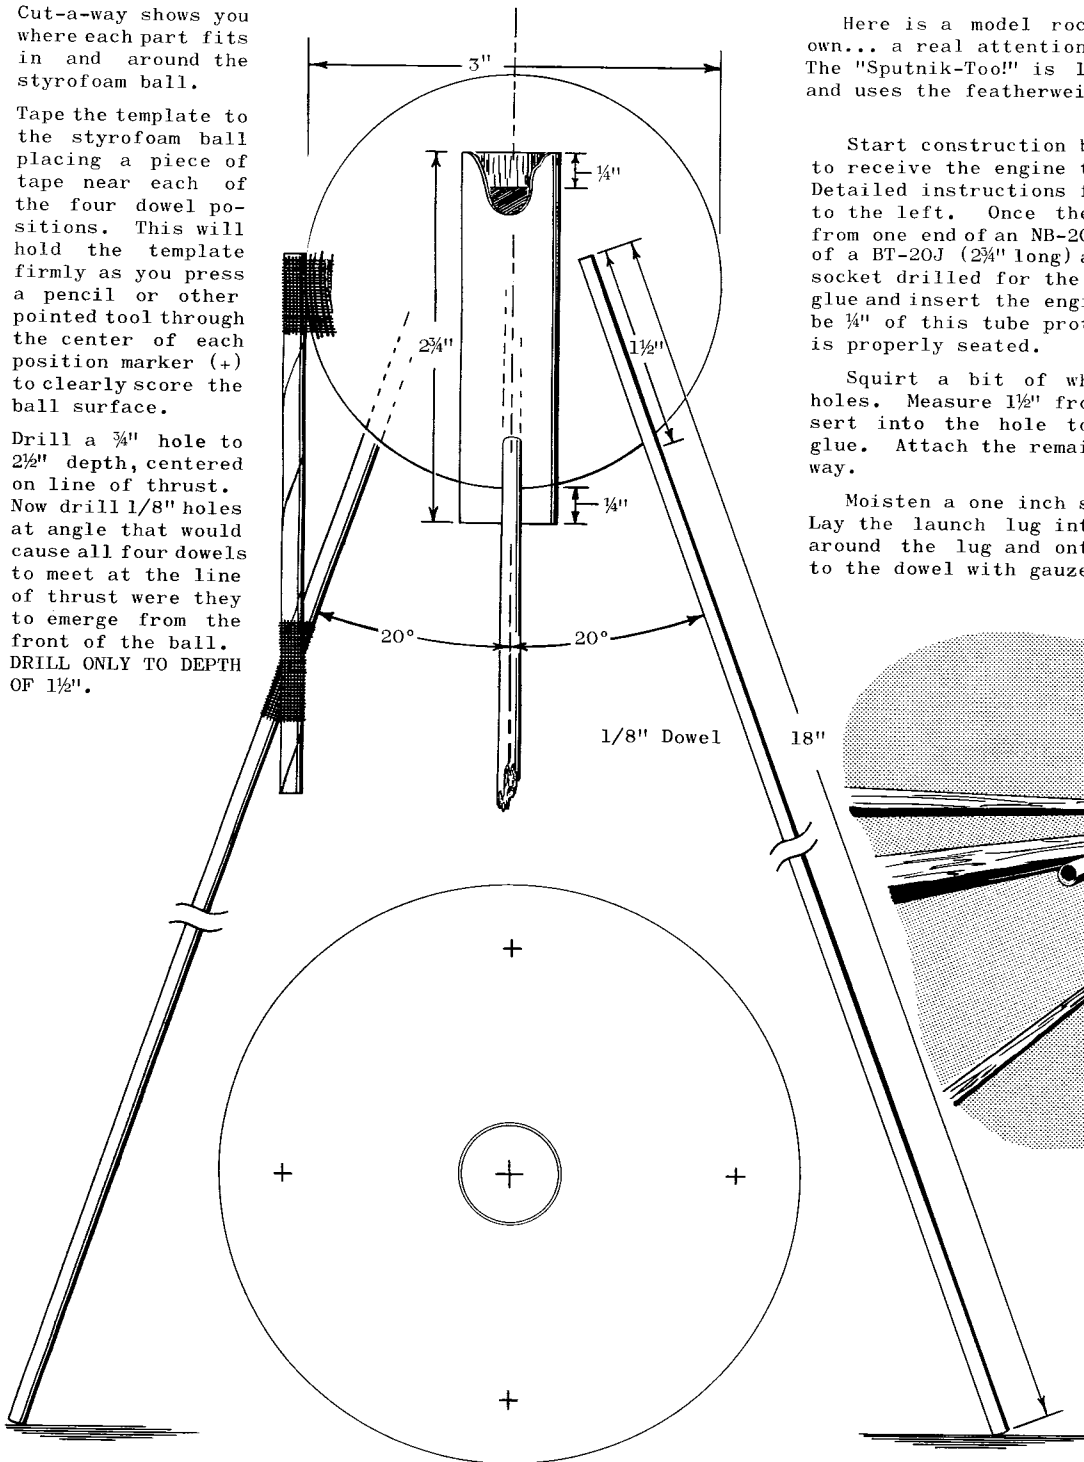 Cut-a-way shows you
where each part fits
in and around the
styrofoam ball.
Tape the template to
the styrofoam ball
placing a piece of
tape near each of
the four dowel po-
sitions. This will
hold the template
firmly as you press
a pencil or other
pointed tool through
the center of each
position marker (+)
to clearly score the
ball surface.
Drill a ¾" hole to
2½" depth, centered
on line of thrust.
Now drill 1/8" holes
at angle that would
cause all four dowels
to meet at the line
of thrust were they
to emerge from the
front of the ball.
DRILL ONLY TO DEPTH
OF 1½".
3"
¼"
2¾"
1½"
¼"
20°
20°
1/8" Dowel
18"
Here is a model roc
own... a real attention
The "Sputnik-Too!" is l
and uses the featherwei
Start construction b
to receive the engine t
Detailed instructions f
to the left. Once the
from one end of an NB-20
of a BT-20J (2¾" long) a
socket drilled for the
glue and insert the engi
be ¼" of this tube prot
is properly seated.
Squirt a bit of wh
holes. Measure 1½" fro
sert into the hole to
glue. Attach the remai
way.
Moisten a one inch s
Lay the launch lug int
around the lug and ont
to the dowel with gauze